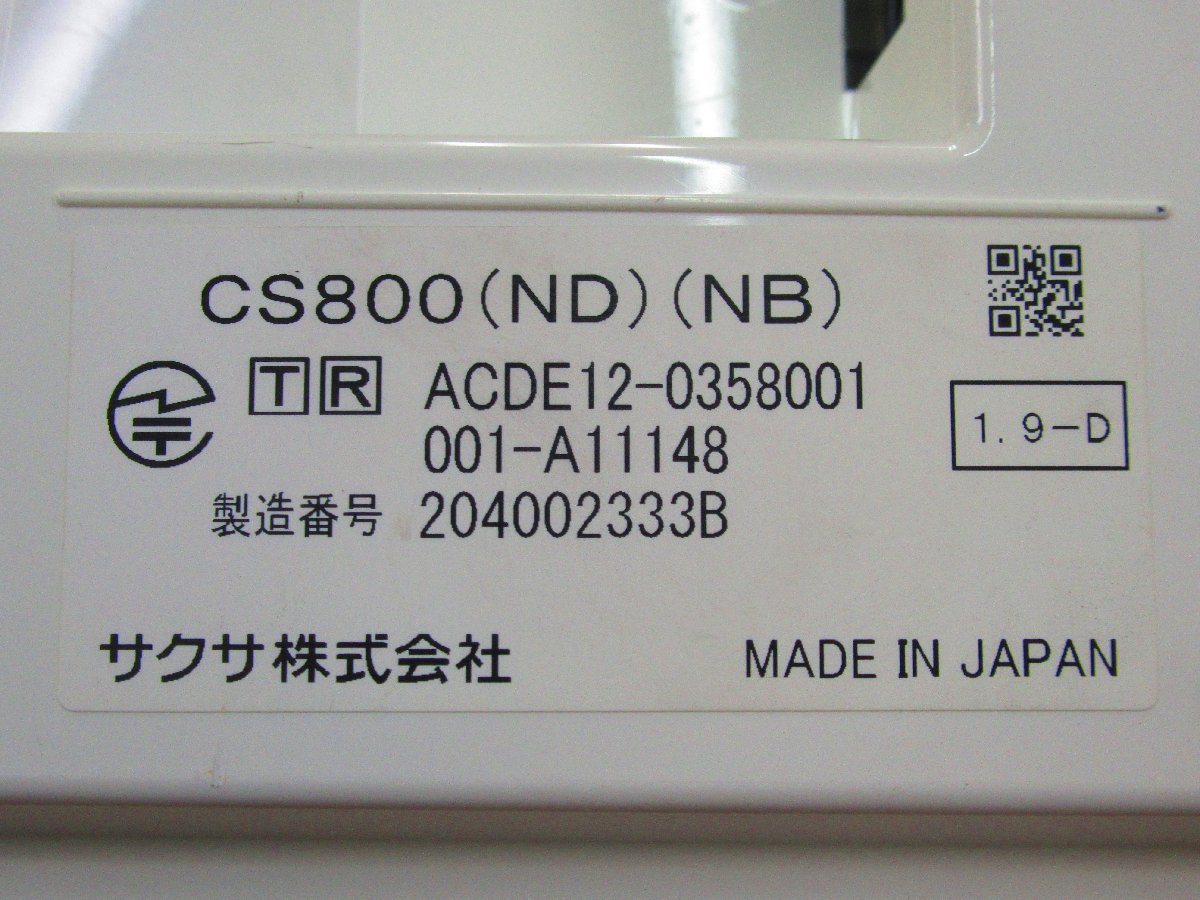 CS800(ND)(NB)
T R ACDE12-0358001
001-A11148
1.9-D
製造番号 204002333B
サクサ株式会社 MADE IN JAPAN